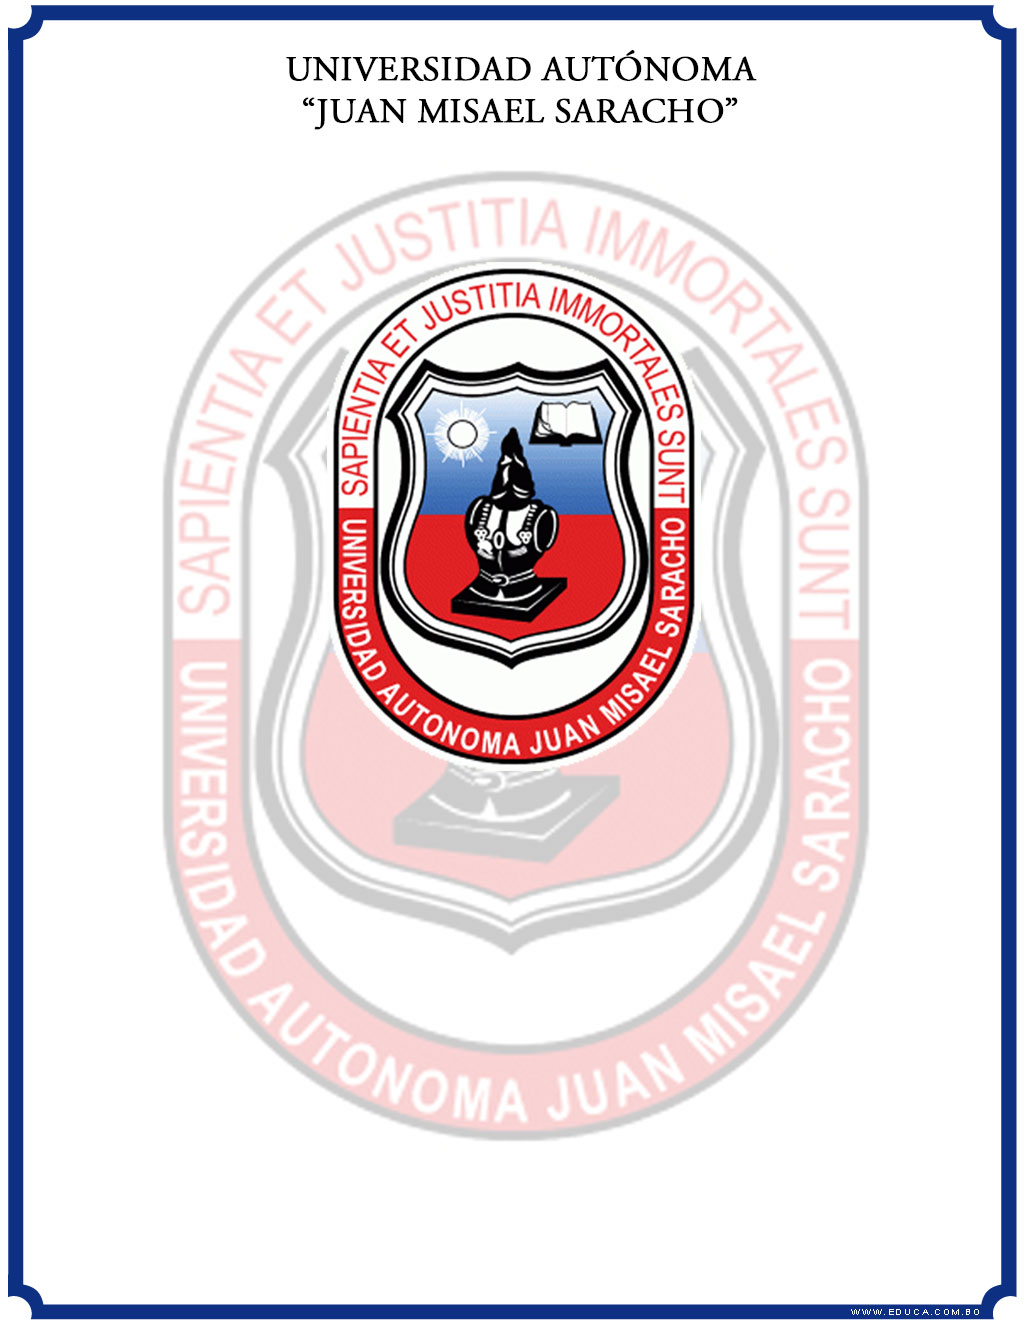 UNIVERSIDAD AUTÓNOMA
“JUAN MISAEL SARACHO”
SAPIENTIA ET JUSTITIA IMMORTALES SUNT
UNIVERSIDAD AUTONOMA JUAN MISAEL SARACHO
SAPIENTIA ET JUSTITIA IMMORTALES SUNT
UNIVERSIDAD AUTONOMA JUAN MISAEL SARACHO
WWW.EDUCA.COM.BO